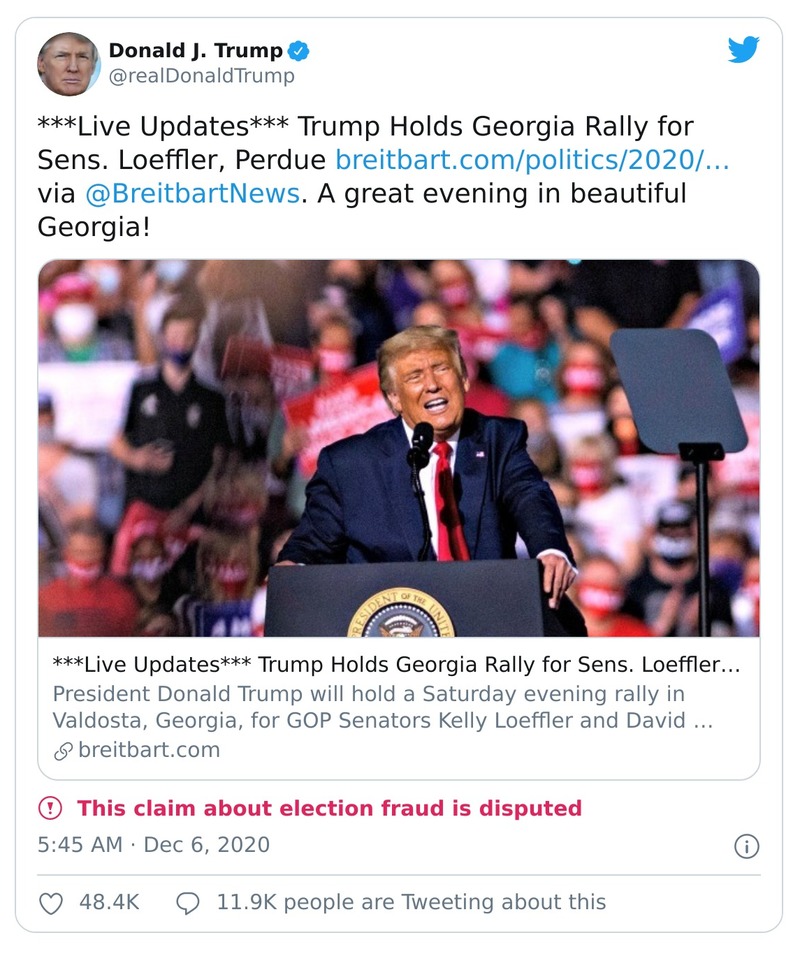 Donald J. Trump
@realDonaldTrump
***Live Updates*** Trump Holds Georgia Rally for
Sens. Loeffler, Perdue breitbart.com/politics/2020/…
via @BreitbartNews. A great evening in beautiful
Georgia!
PRESIDENT OF THE UNITED
***Live Updates*** Trump Holds Georgia Rally for Sens. Loeffler…
President Donald Trump will hold a Saturday evening rally in
Valdosta, Georgia, for GOP Senators Kelly Loeffler and David …
breitbart.com
This claim about election fraud is disputed
5:45 AM · Dec 6, 2020
48.4K
11.9K people are Tweeting about this